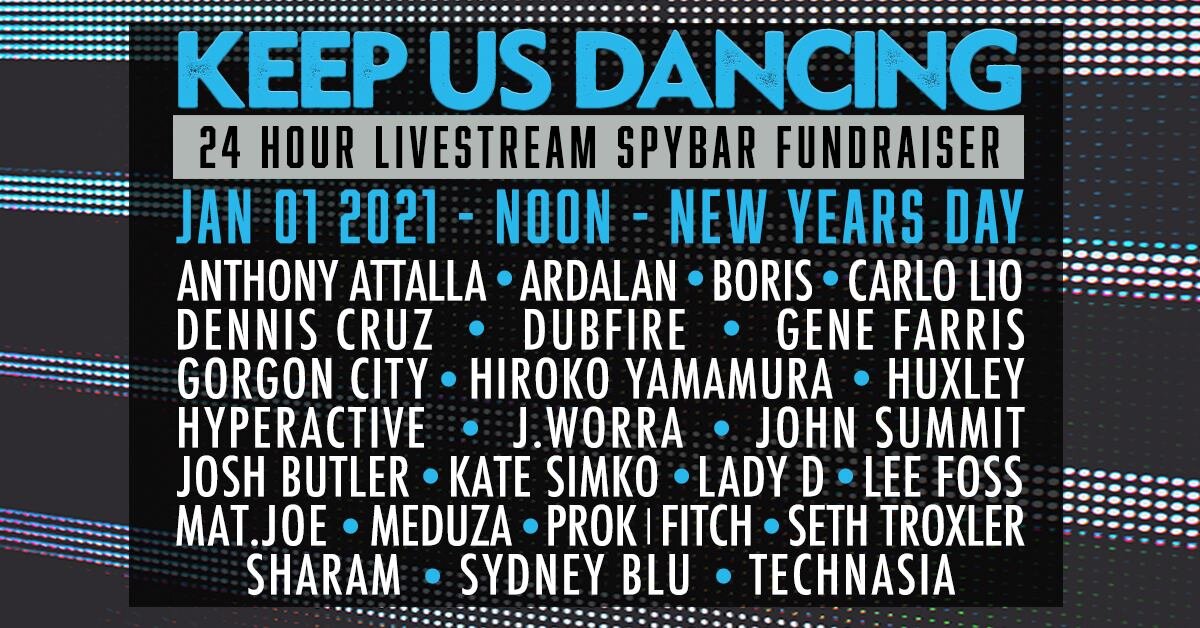 KEEP US DANCING
24 HOUR LIVESTREAM SPYBAR FUNDRAISER
JAN 01 2021 - NOON - NEW YEARS DAY
ANTHONY ATTALLA • ARDALAN • BORIS • CARLO LIO
DENNIS CRUZ • DUBFIRE • GENE FARRIS
GORGON CITY • HIROKO YAMAMURA • HUXLEY
HYPERACTIVE • J.WORRA • JOHN SUMMIT
JOSH BUTLER • KATE SIMKO • LADY D • LEE FOSS
MAT.JOE • MEDUZA • PROK | FITCH • SETH TROXLER
SHARAM • SYDNEY BLU • TECHNASIA